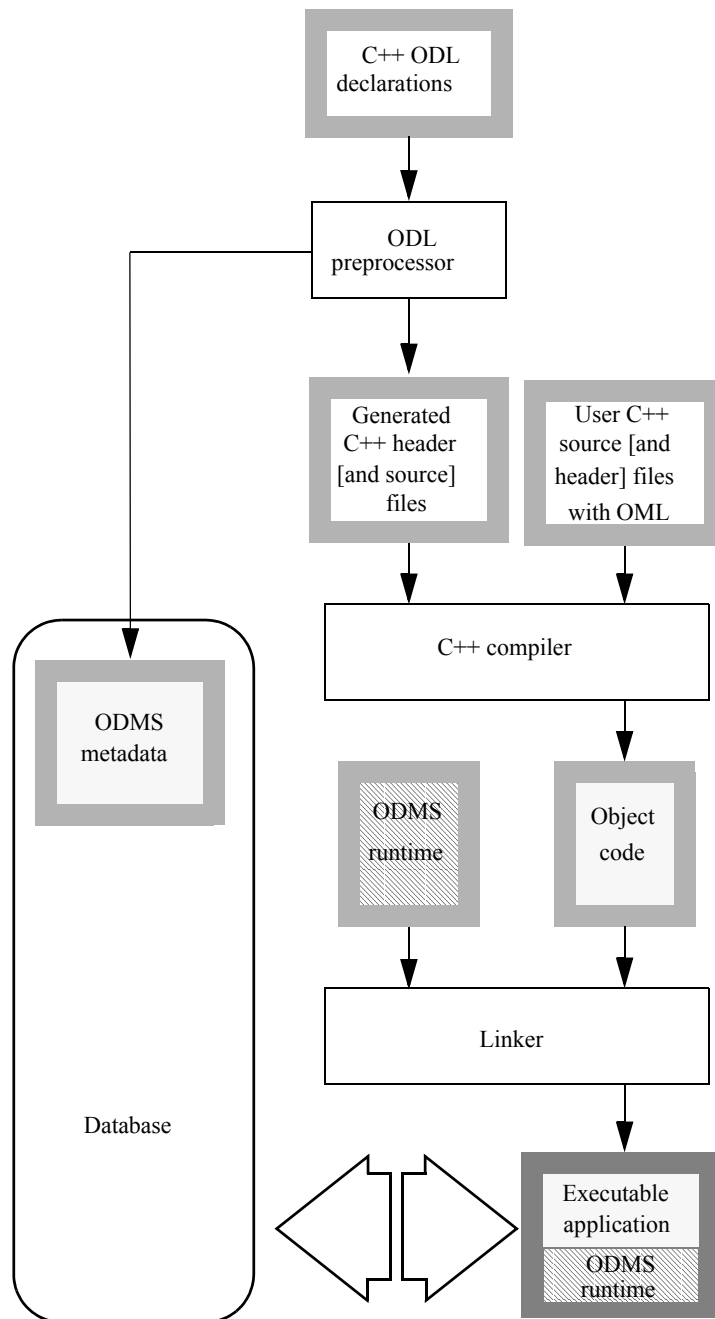 C++ ODL
declarations
ODL
preprocessor
Generated
C++ header
[and source]
files
User C++
source [and
header] files
with OML
C++ compiler
ODMS
metadata
ODMS
runtime
Object
code
Linker
Database
Executable
application
ODMS
runtime